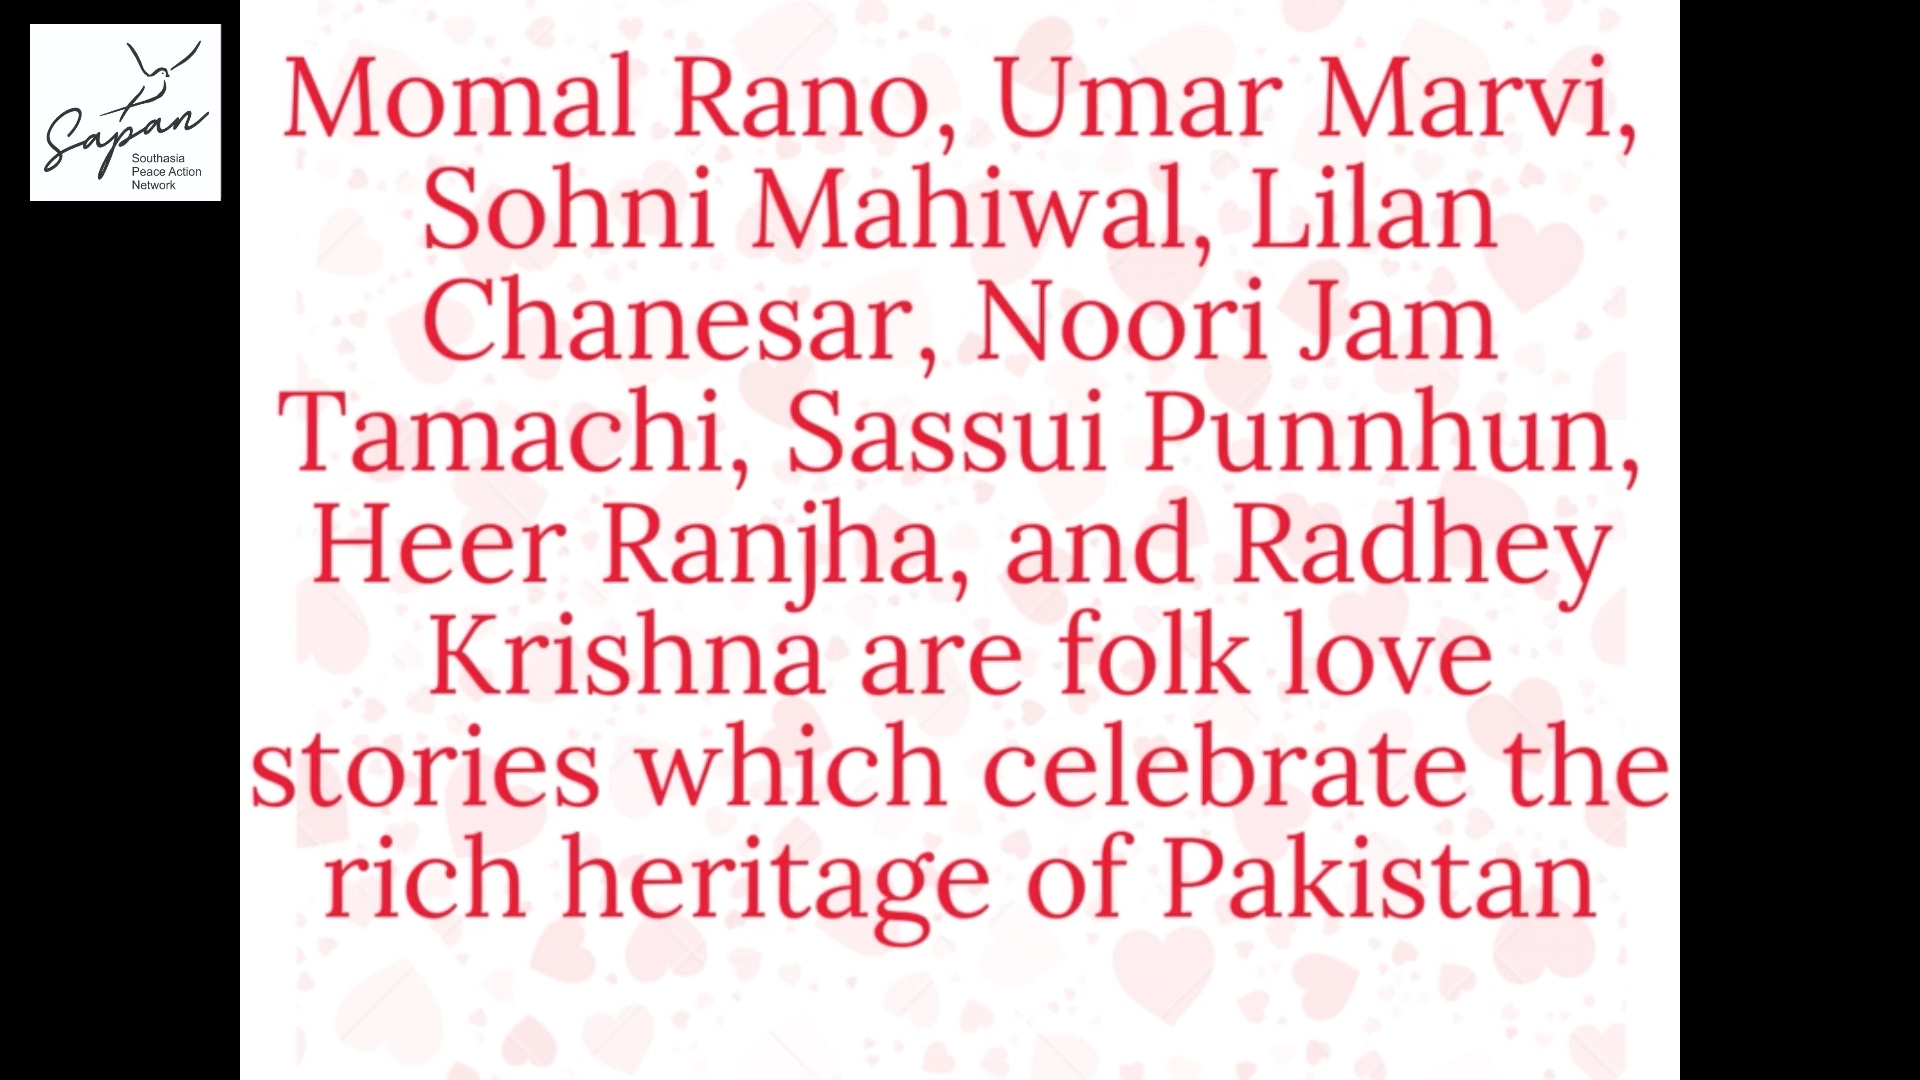 Sapan
Southasia
Peace Action
Network
Momal Rano, Umar Marvi,
Sohni Mahiwal, Lilan
Chanesar, Noori Jam
Tamachi, Sassui Punnhun,
Heer Ranjha, and Radhey
Krishna are folk love
stories which celebrate the
rich heritage of Pakistan